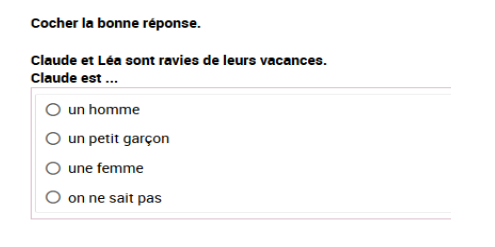 Cocher la bonne réponse.
Claude et Léa sont ravies de leurs vacances.
Claude est ...
un homme
un petit garçon
une femme
on ne sait pas